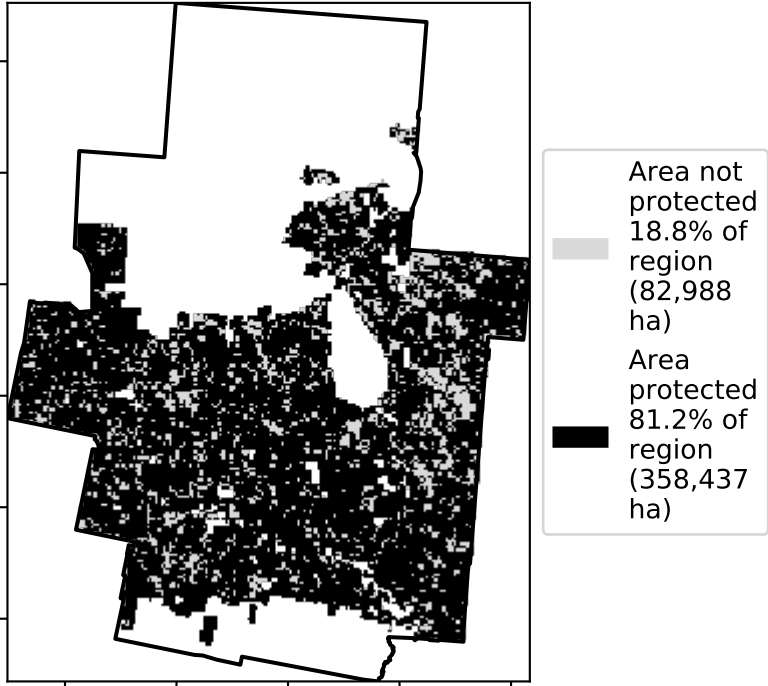 Area not
protected
18.8% of
region
(82,988
ha)
Area
protected
81.2% of
region
(358,437
ha)